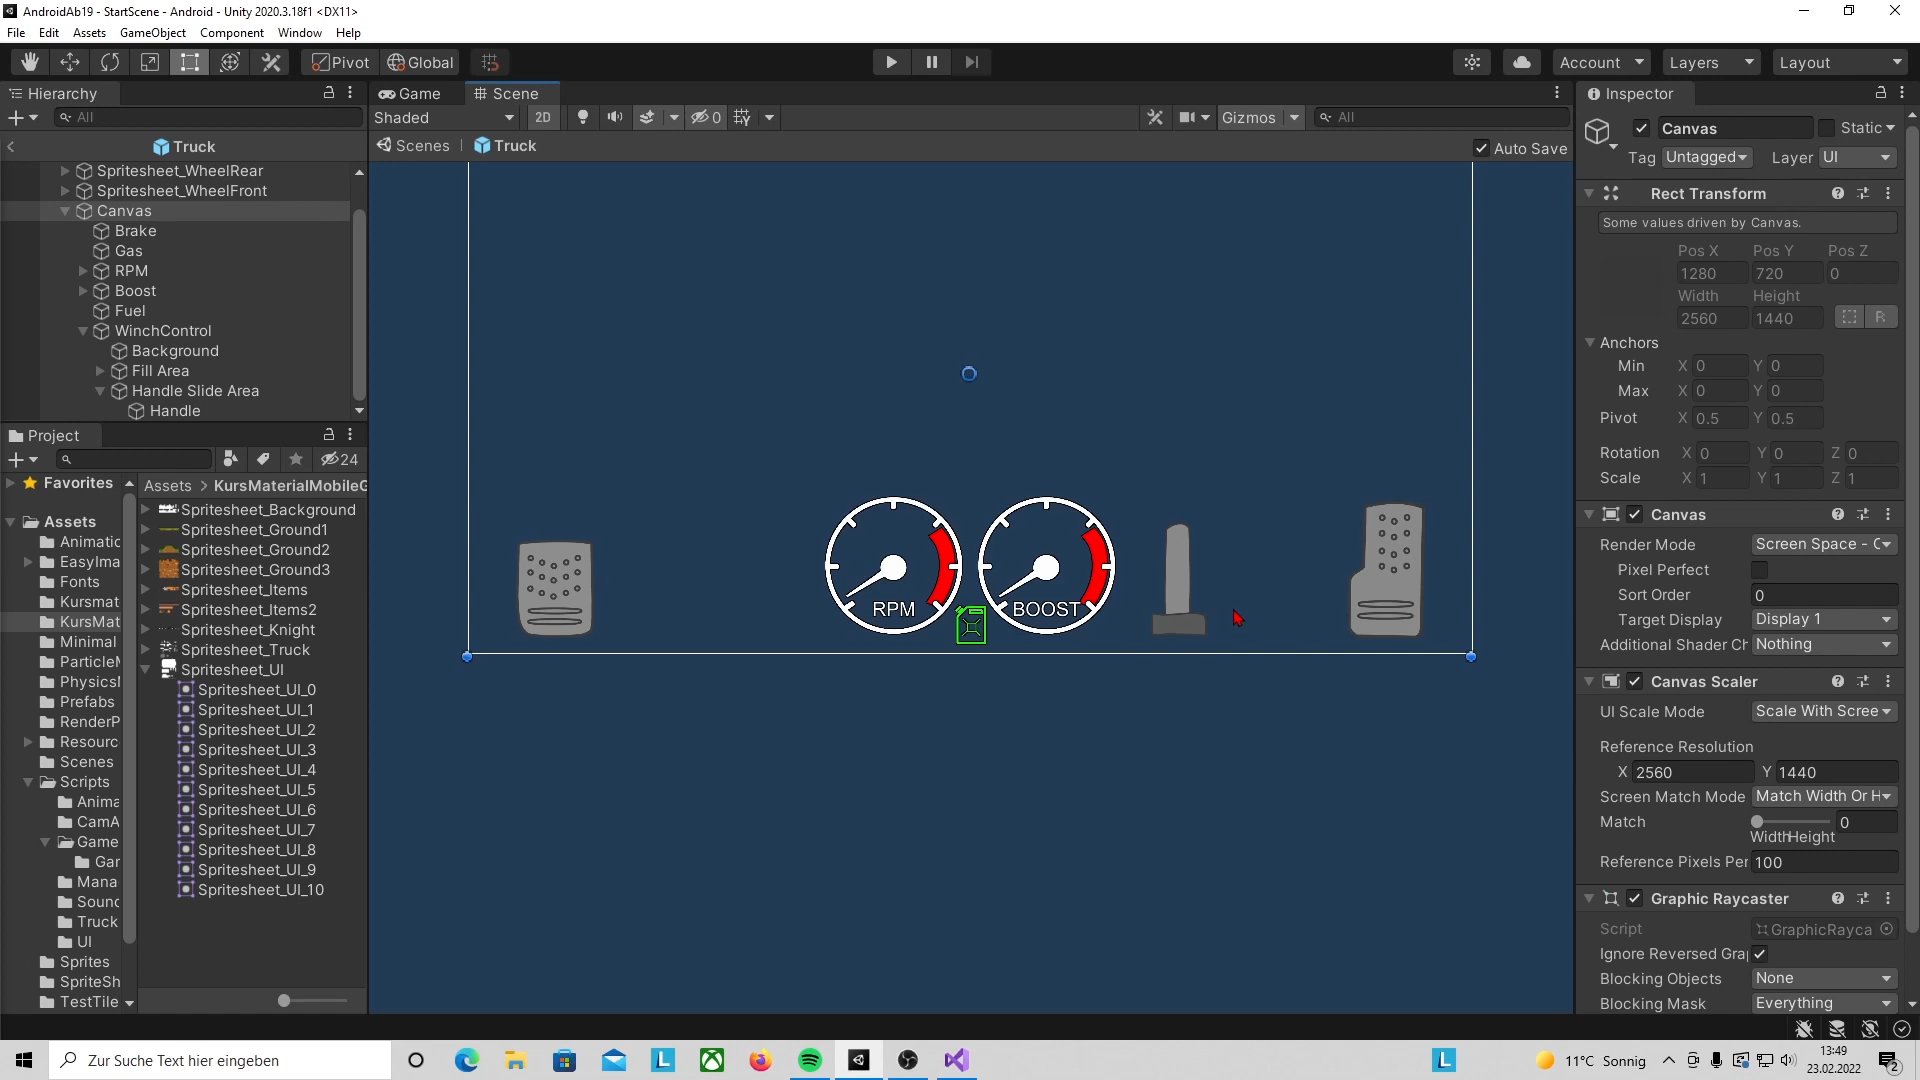 AndroidAb19 - StartScene - Android - Unity 2020.3.18f1 <DX11>
File Edit Assets GameObject Component Window Help
Pivot Global Account Layers Layout
Hierarchy
All
Truck
Spritesheet_WheelRear
Spritesheet_WheelFront
Canvas
Brake
Gas
RPM
Boost
Fuel
WinchControl
Background
Fill Area
Handle Slide Area
Handle
Project
24
Favorites
Assets
Animatic
EasyIma
Fonts
Kursmat
KursMat
Minimal
ParticleM
PhysicsM
Prefabs
RenderP
Resourc
Scenes
Scripts
Anima
CamA
Game
Gar
Mana
Soun
Truck
UI
Sprites
SpriteSh
TestTile
Assets > KursMaterialMobileG
Spritesheet_Background
Spritesheet_Ground1
Spritesheet_Ground2
Spritesheet_Ground3
Spritesheet_Items
Spritesheet_Items2
Spritesheet_Knight
Spritesheet_Truck
Spritesheet_UI
Spritesheet_UI_0
Spritesheet_UI_1
Spritesheet_UI_2
Spritesheet_UI_3
Spritesheet_UI_4
Spritesheet_UI_5
Spritesheet_UI_6
Spritesheet_UI_7
Spritesheet_UI_8
Spritesheet_UI_9
Spritesheet_UI_10
Game Scene
Shaded 2D 0 Gizmos All
Scenes Truck Auto Save
RPM BOOST
Inspector
Canvas Static
Tag Untagged Layer UI
Rect Transform
Some values driven by Canvas.
Pos X Pos Y Pos Z
1280 720 0
Width Height
2560 1440 R
Anchors
Min X 0 Y 0
Max X 0 Y 0
Pivot X 0.5 Y 0.5
Rotation X 0 Y 0 Z 0
Scale X 1 Y 1 Z 1
Canvas
Render Mode Screen Space - C
Pixel Perfect
Sort Order 0
Target Display Display 1
Additional Shader Ch Nothing
Canvas Scaler
UI Scale Mode Scale With Scree
Reference Resolution
X 2560 Y 1440
Screen Match Mode Match Width Or H
Match 0
Width Height
Reference Pixels Per 100
Graphic Raycaster
Script GraphicRayca
Ignore Reversed Gra
Blocking Objects None
Blocking Mask Everything
Zur Suche Text hier eingeben
L
L
11°C Sonnig
13:49
23.02.2022
2